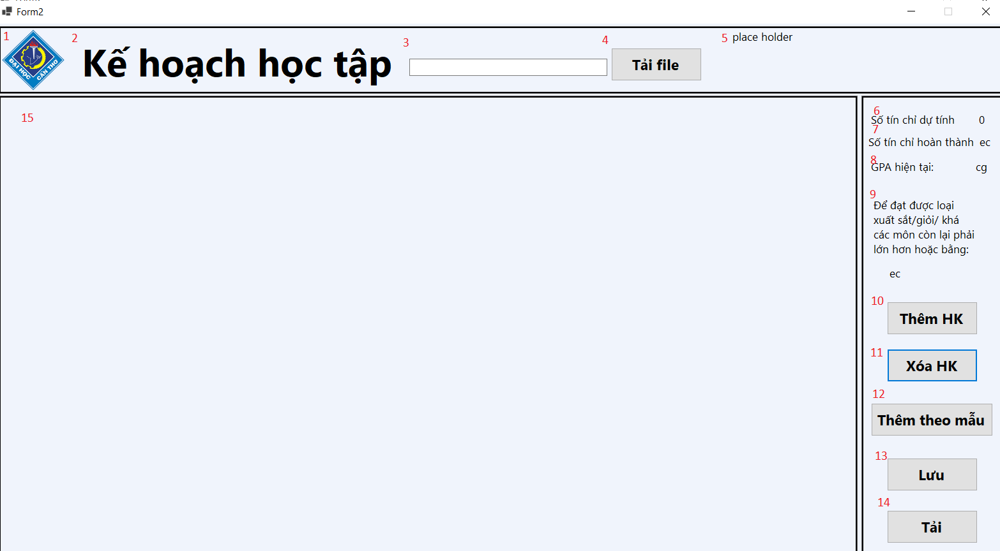 Form2
1
ĐẠI HỌC CẦN THƠ
2
Kế hoạch học tập
3
4
Tải file
5 place holder
15
6
Số tín chỉ dự tính 0
7
Số tín chỉ hoàn thành ec
8
GPA hiện tại: cg
9
Để đạt được loại
xuất sắt/giỏi/ khá
các môn còn lại phải
lớn hơn hoặc bằng:
ec
10
Thêm HK
11
Xóa HK
12
Thêm theo mẫu
13
Lưu
14
Tải